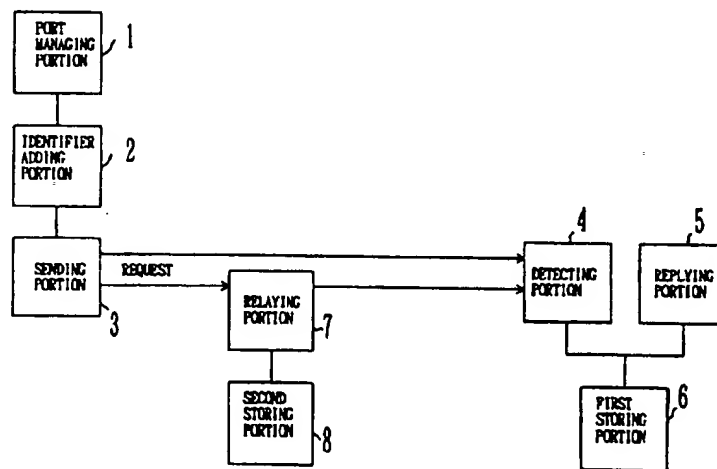 PORT
MANAGING
PORTION
1
IDENTIFIER
ADDING
PORTION
2
SENDING
PORTION
3
REQUEST
RELAYING
PORTION
7
SECOND
STORING
PORTION
8
DETECTING
PORTION
4
REPLYING
PORTION
5
FIRST
STORING
PORTION
6